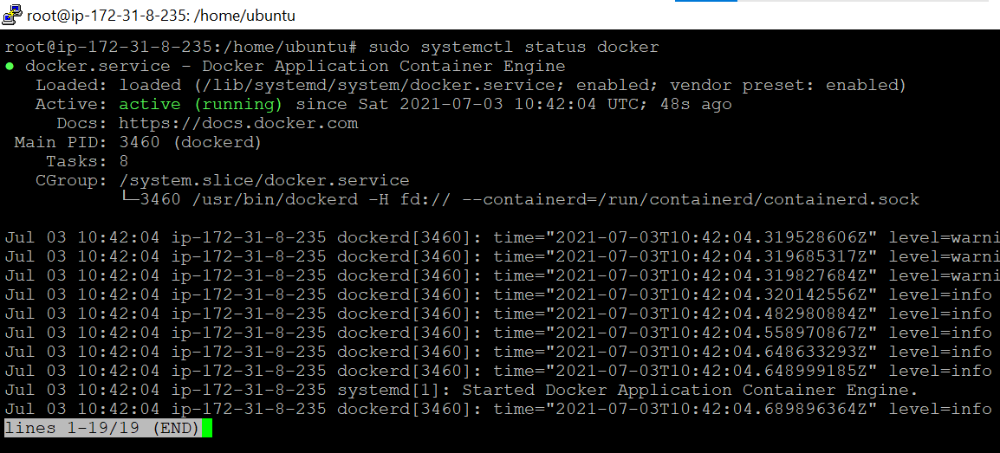 root@ip-172-31-8-235: /home/ubuntu
root@ip-172-31-8-235:/home/ubuntu# sudo systemctl status docker
● docker.service - Docker Application Container Engine
   Loaded: loaded (/lib/systemd/system/docker.service; enabled; vendor preset: enabled)
   Active: active (running) since Sat 2021-07-03 10:42:04 UTC; 48s ago
     Docs: https://docs.docker.com
 Main PID: 3460 (dockerd)
    Tasks: 8
   CGroup: /system.slice/docker.service
           └─3460 /usr/bin/dockerd -H fd:// --containerd=/run/containerd/containerd.sock
Jul 03 10:42:04 ip-172-31-8-235 dockerd[3460]: time="2021-07-03T10:42:04.319528606Z" level=warni
Jul 03 10:42:04 ip-172-31-8-235 dockerd[3460]: time="2021-07-03T10:42:04.319685317Z" level=warni
Jul 03 10:42:04 ip-172-31-8-235 dockerd[3460]: time="2021-07-03T10:42:04.319827684Z" level=warni
Jul 03 10:42:04 ip-172-31-8-235 dockerd[3460]: time="2021-07-03T10:42:04.320142556Z" level=info
Jul 03 10:42:04 ip-172-31-8-235 dockerd[3460]: time="2021-07-03T10:42:04.482980884Z" level=info
Jul 03 10:42:04 ip-172-31-8-235 dockerd[3460]: time="2021-07-03T10:42:04.558970867Z" level=info
Jul 03 10:42:04 ip-172-31-8-235 dockerd[3460]: time="2021-07-03T10:42:04.648633293Z" level=info
Jul 03 10:42:04 ip-172-31-8-235 dockerd[3460]: time="2021-07-03T10:42:04.648999185Z" level=info
Jul 03 10:42:04 ip-172-31-8-235 systemd[1]: Started Docker Application Container Engine.
Jul 03 10:42:04 ip-172-31-8-235 dockerd[3460]: time="2021-07-03T10:42:04.689896364Z" level=info
lines 1-19/19 (END)